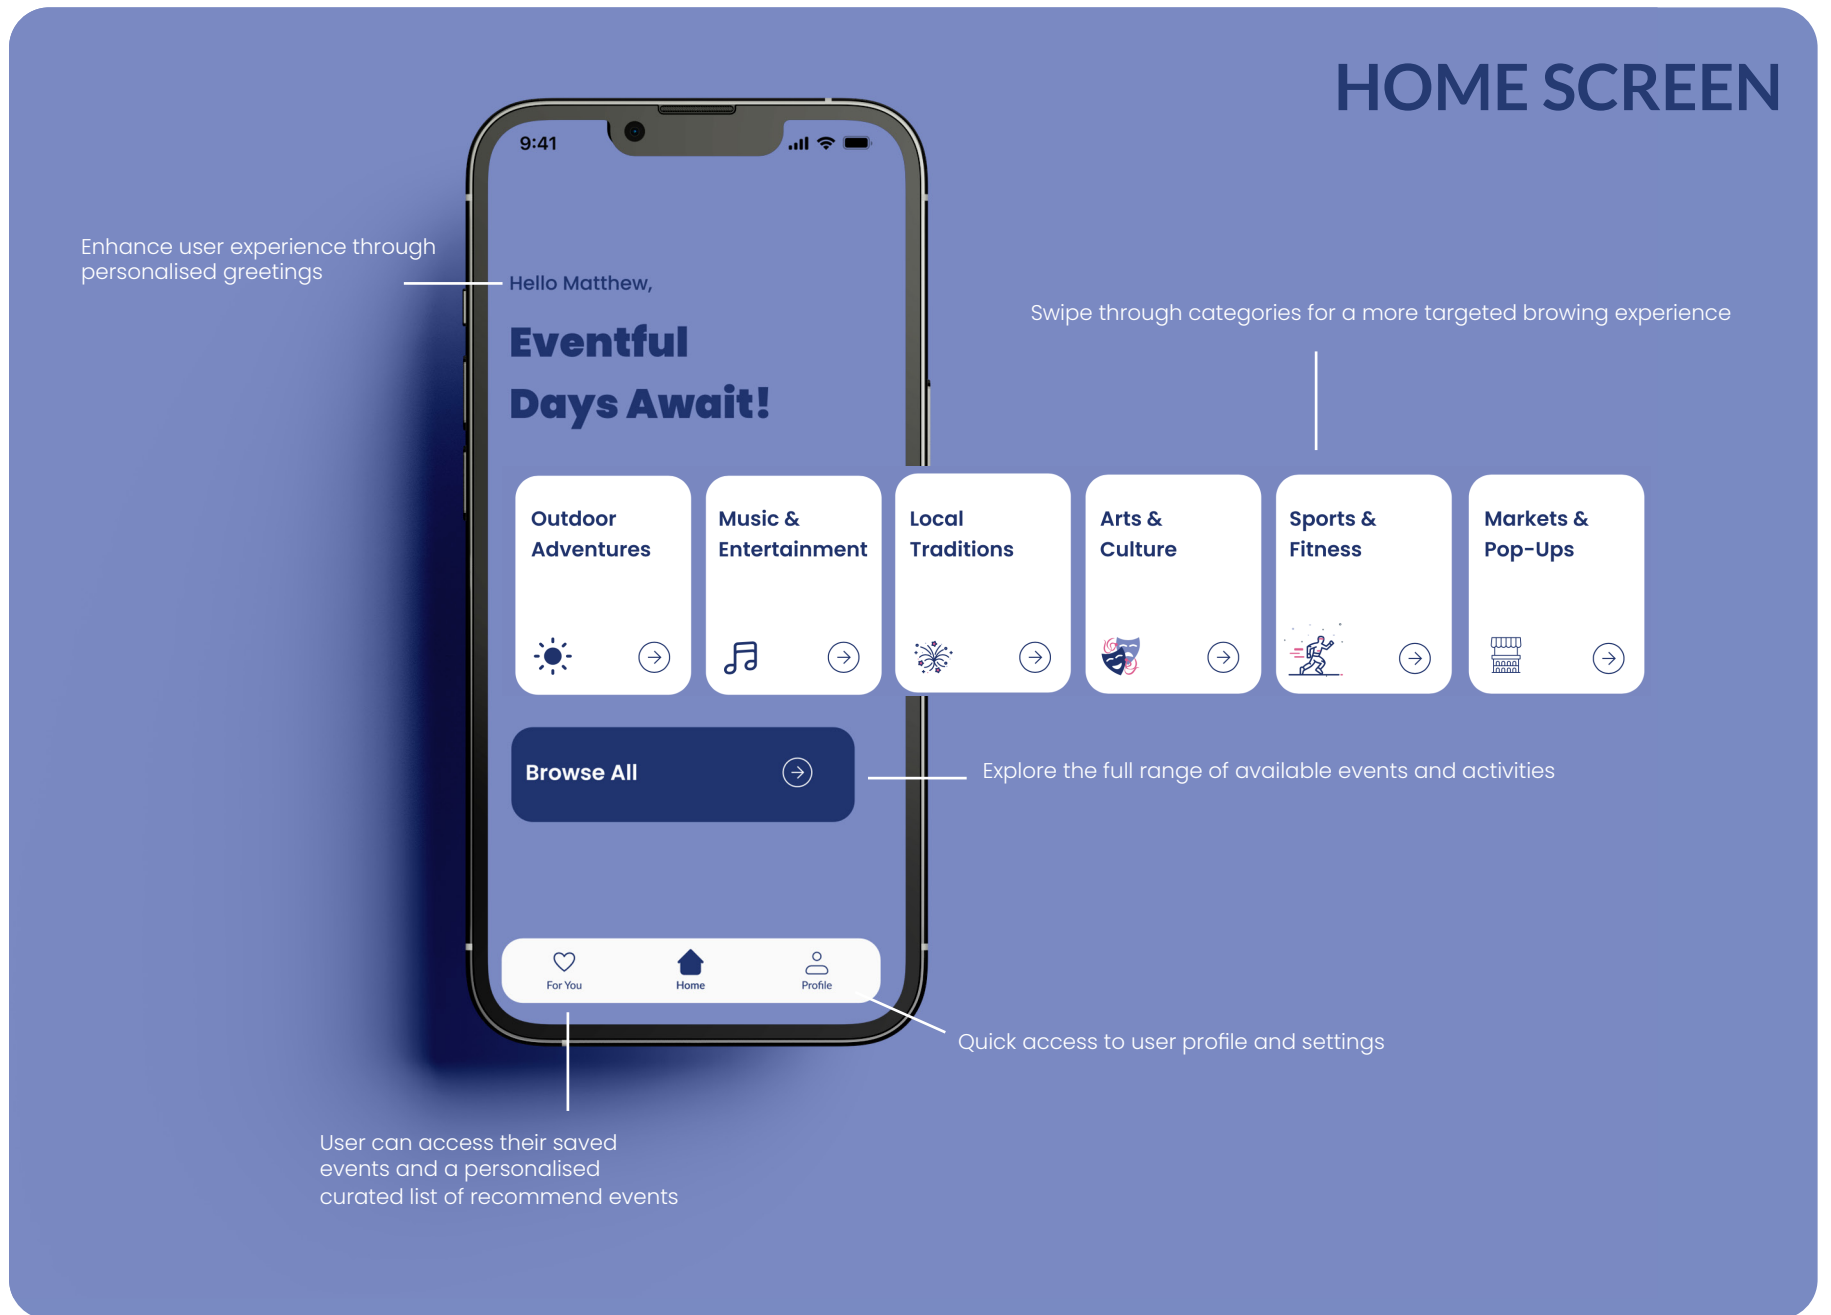 HOME SCREEN
9:41
Enhance user experience through
personalised greetings
Hello Matthew,
Eventful
Days Await!
Swipe through categories for a more targeted browing experience
Outdoor
Adventures
Music &
Entertainment
Local
Traditions
Arts &
Culture
Sports &
Fitness
Markets &
Pop-Ups
Browse All
Explore the full range of available events and activities
For You
Home
Profile
Quick access to user profile and settings
User can access their saved
events and a personalised
curated list of recommend events